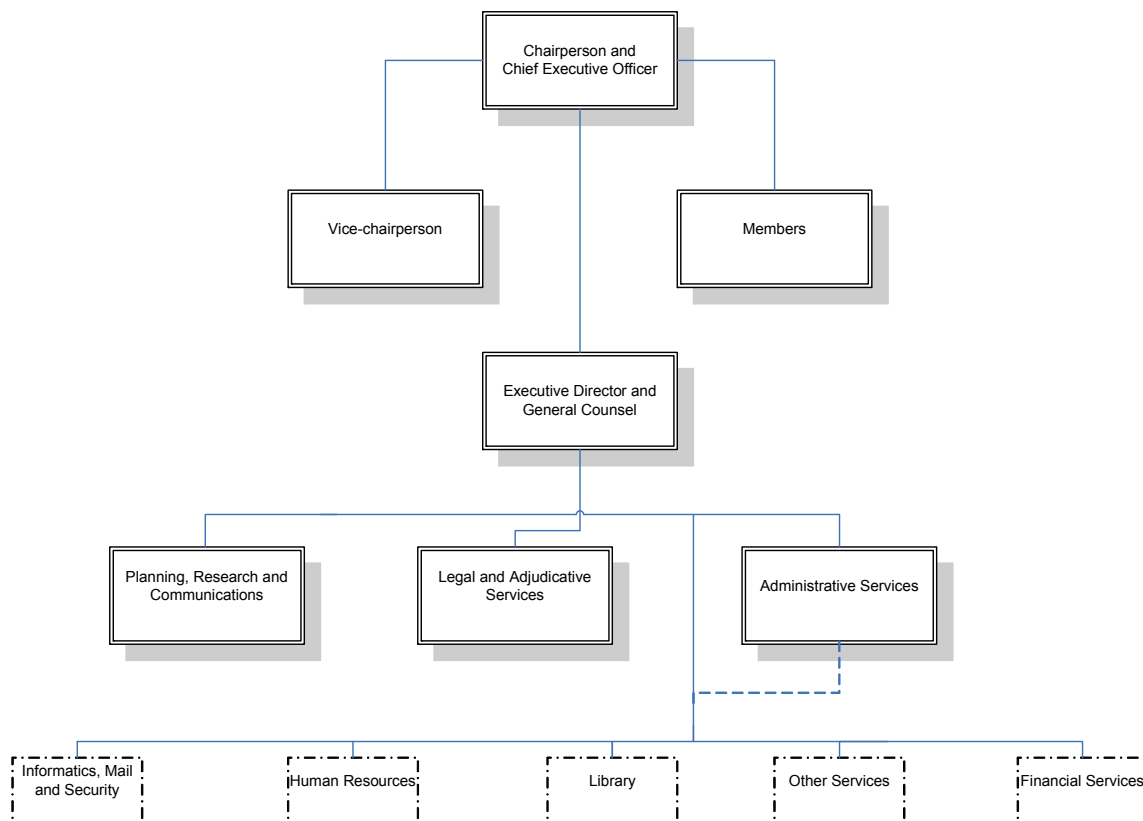 Chairperson and
Chief Executive Officer
Vice-chairperson
Members
Executive Director and
General Counsel
Planning, Research and
Communications
Legal and Adjudicative
Services
Administrative Services
Informatics, Mail
and Security
Human Resources
Library
Other Services
Financial Services